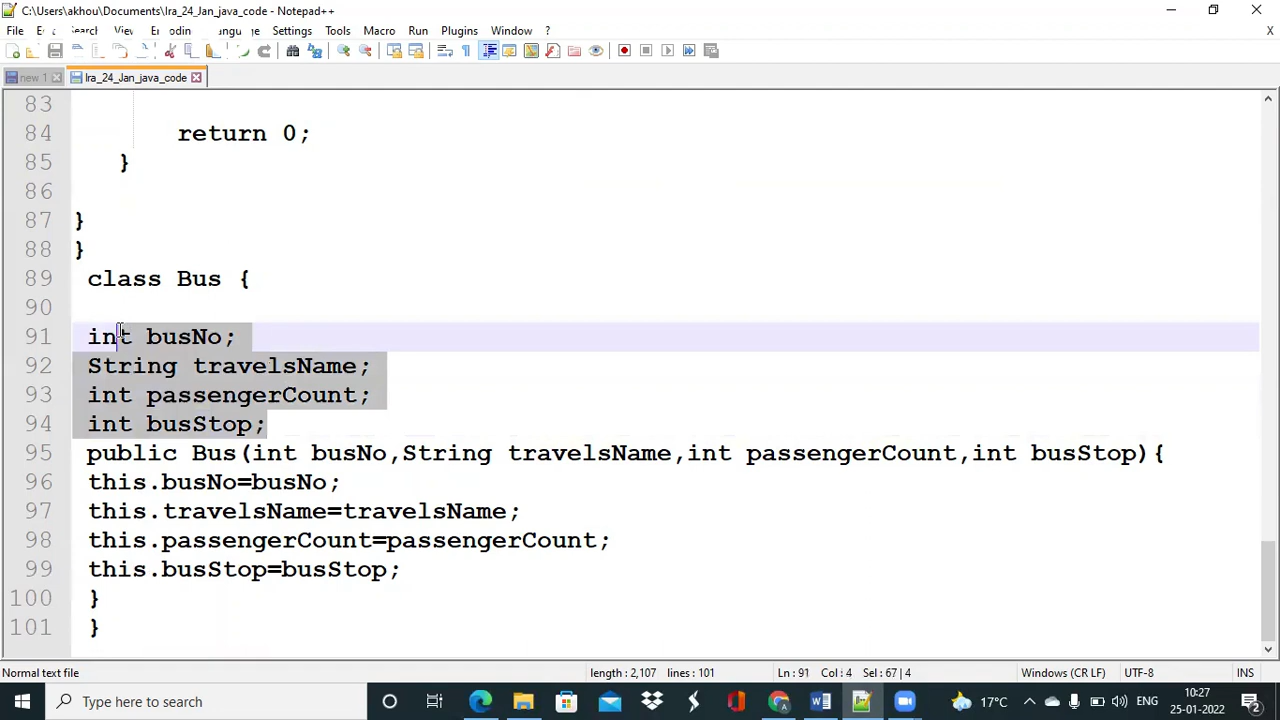 C:\Users\akhou\Documents\Ira_24_Jan_java_code - Notepad++
File Search View Settings Tools Macro Run Plugins Window ? X
new 1 Ira_24_Jan_java_code
83
84 return 0;
85 }
86
87 }
88 }
89 class Bus {
90
91 int busNo;
92 String travelsName;
93 int passengerCount;
94 int busStop;
95 public Bus(int busNo,String travelsName,int passengerCount,int busStop){
96 this.busNo=busNo;
97 this.travelsName=travelsName;
98 this.passengerCount=passengerCount;
99 this.busStop=busStop;
100 }
101 }
Normal text file length : 2,107 lines : 101 Ln : 91 Col : 4 Sel : 67 | 4 Windows (CR LF) UTF-8 INS
Type here to search 17°C ENG 10:27
25-01-2022 2